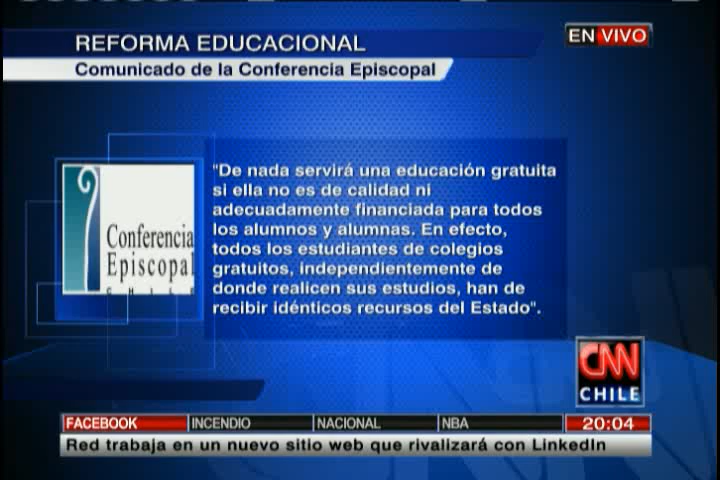 REFORMA EDUCACIONAL
EN VIVO
Comunicado de la Conferencia Episcopal
"De nada servirá una educación gratuita
si ella no es de calidad ni
adecuadamente financiada para todos
los alumnos y alumnas. En efecto,
todos los estudiantes de colegios
gratuitos, independientemente de
donde realicen sus estudios, han de
recibir idénticos recursos del Estado".
Conferencia
Episcopal
CHILE
CNN
CHILE
FACEBOOK INCENDIO NACIONAL NBA 20:04
Red trabaja en un nuevo sitio web que rivalizará con LinkedIn